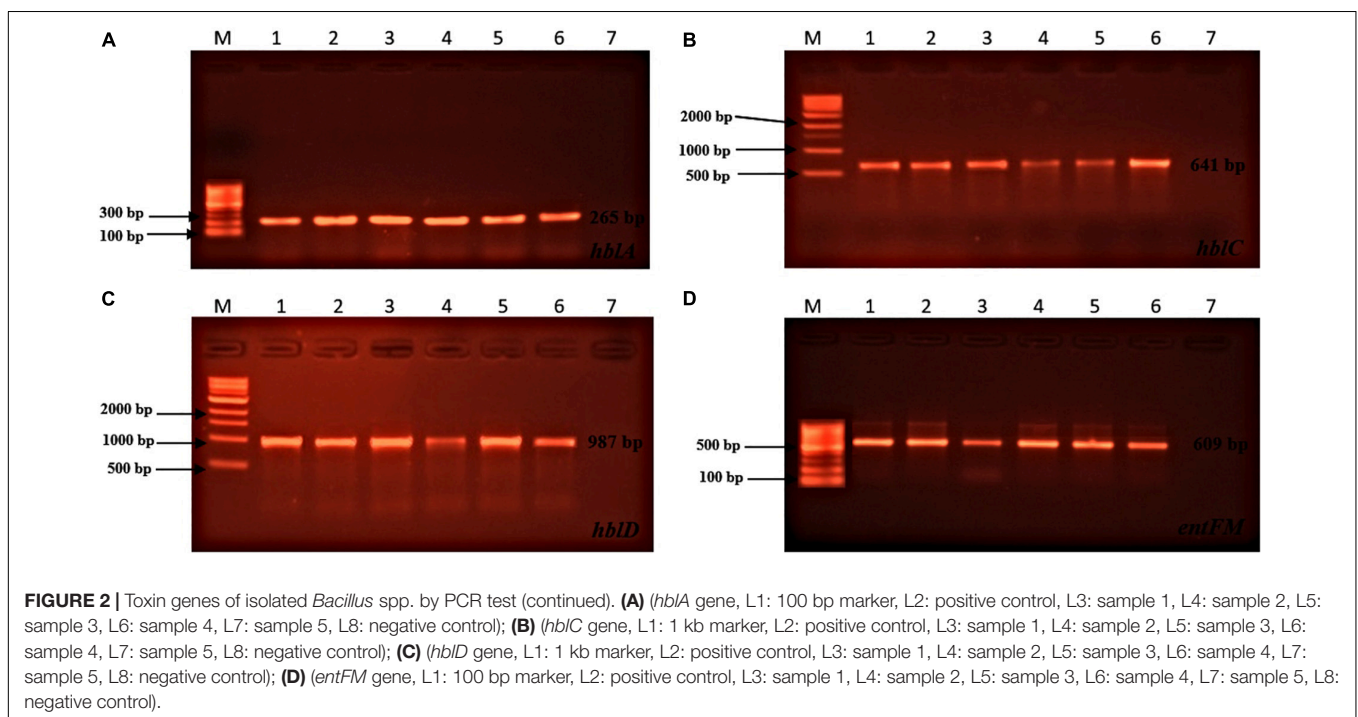 A
M 1 2 3 4 5 6 7
300 bp
100 bp
265 bp
hblA
B
M 1 2 3 4 5 6 7
2000 bp
1000 bp
500 bp
641 bp
hblC
C
M 1 2 3 4 5 6 7
2000 bp
1000 bp
500 bp
987 bp
hblD
D
M 1 2 3 4 5 6 7
500 bp
100 bp
609 bp
entFM
FIGURE 2 | Toxin genes of isolated Bacillus spp. by PCR test (continued). (A) (hblA gene, L1: 100 bp marker, L2: positive control, L3: sample 1, L4: sample 2, L5:
sample 3, L6: sample 4, L7: sample 5, L8: negative control); (B) (hblC gene, L1: 1 kb marker, L2: positive control, L3: sample 1, L4: sample 2, L5: sample 3, L6:
sample 4, L7: sample 5, L8: negative control); (C) (hblD gene, L1: 1 kb marker, L2: positive control, L3: sample 1, L4: sample 2, L5: sample 3, L6: sample 4, L7:
sample 5, L8: negative control); (D) (entFM gene, L1: 100 bp marker, L2: positive control, L3: sample 1, L4: sample 2, L5: sample 3, L6: sample 4, L7: sample 5, L8:
negative control).